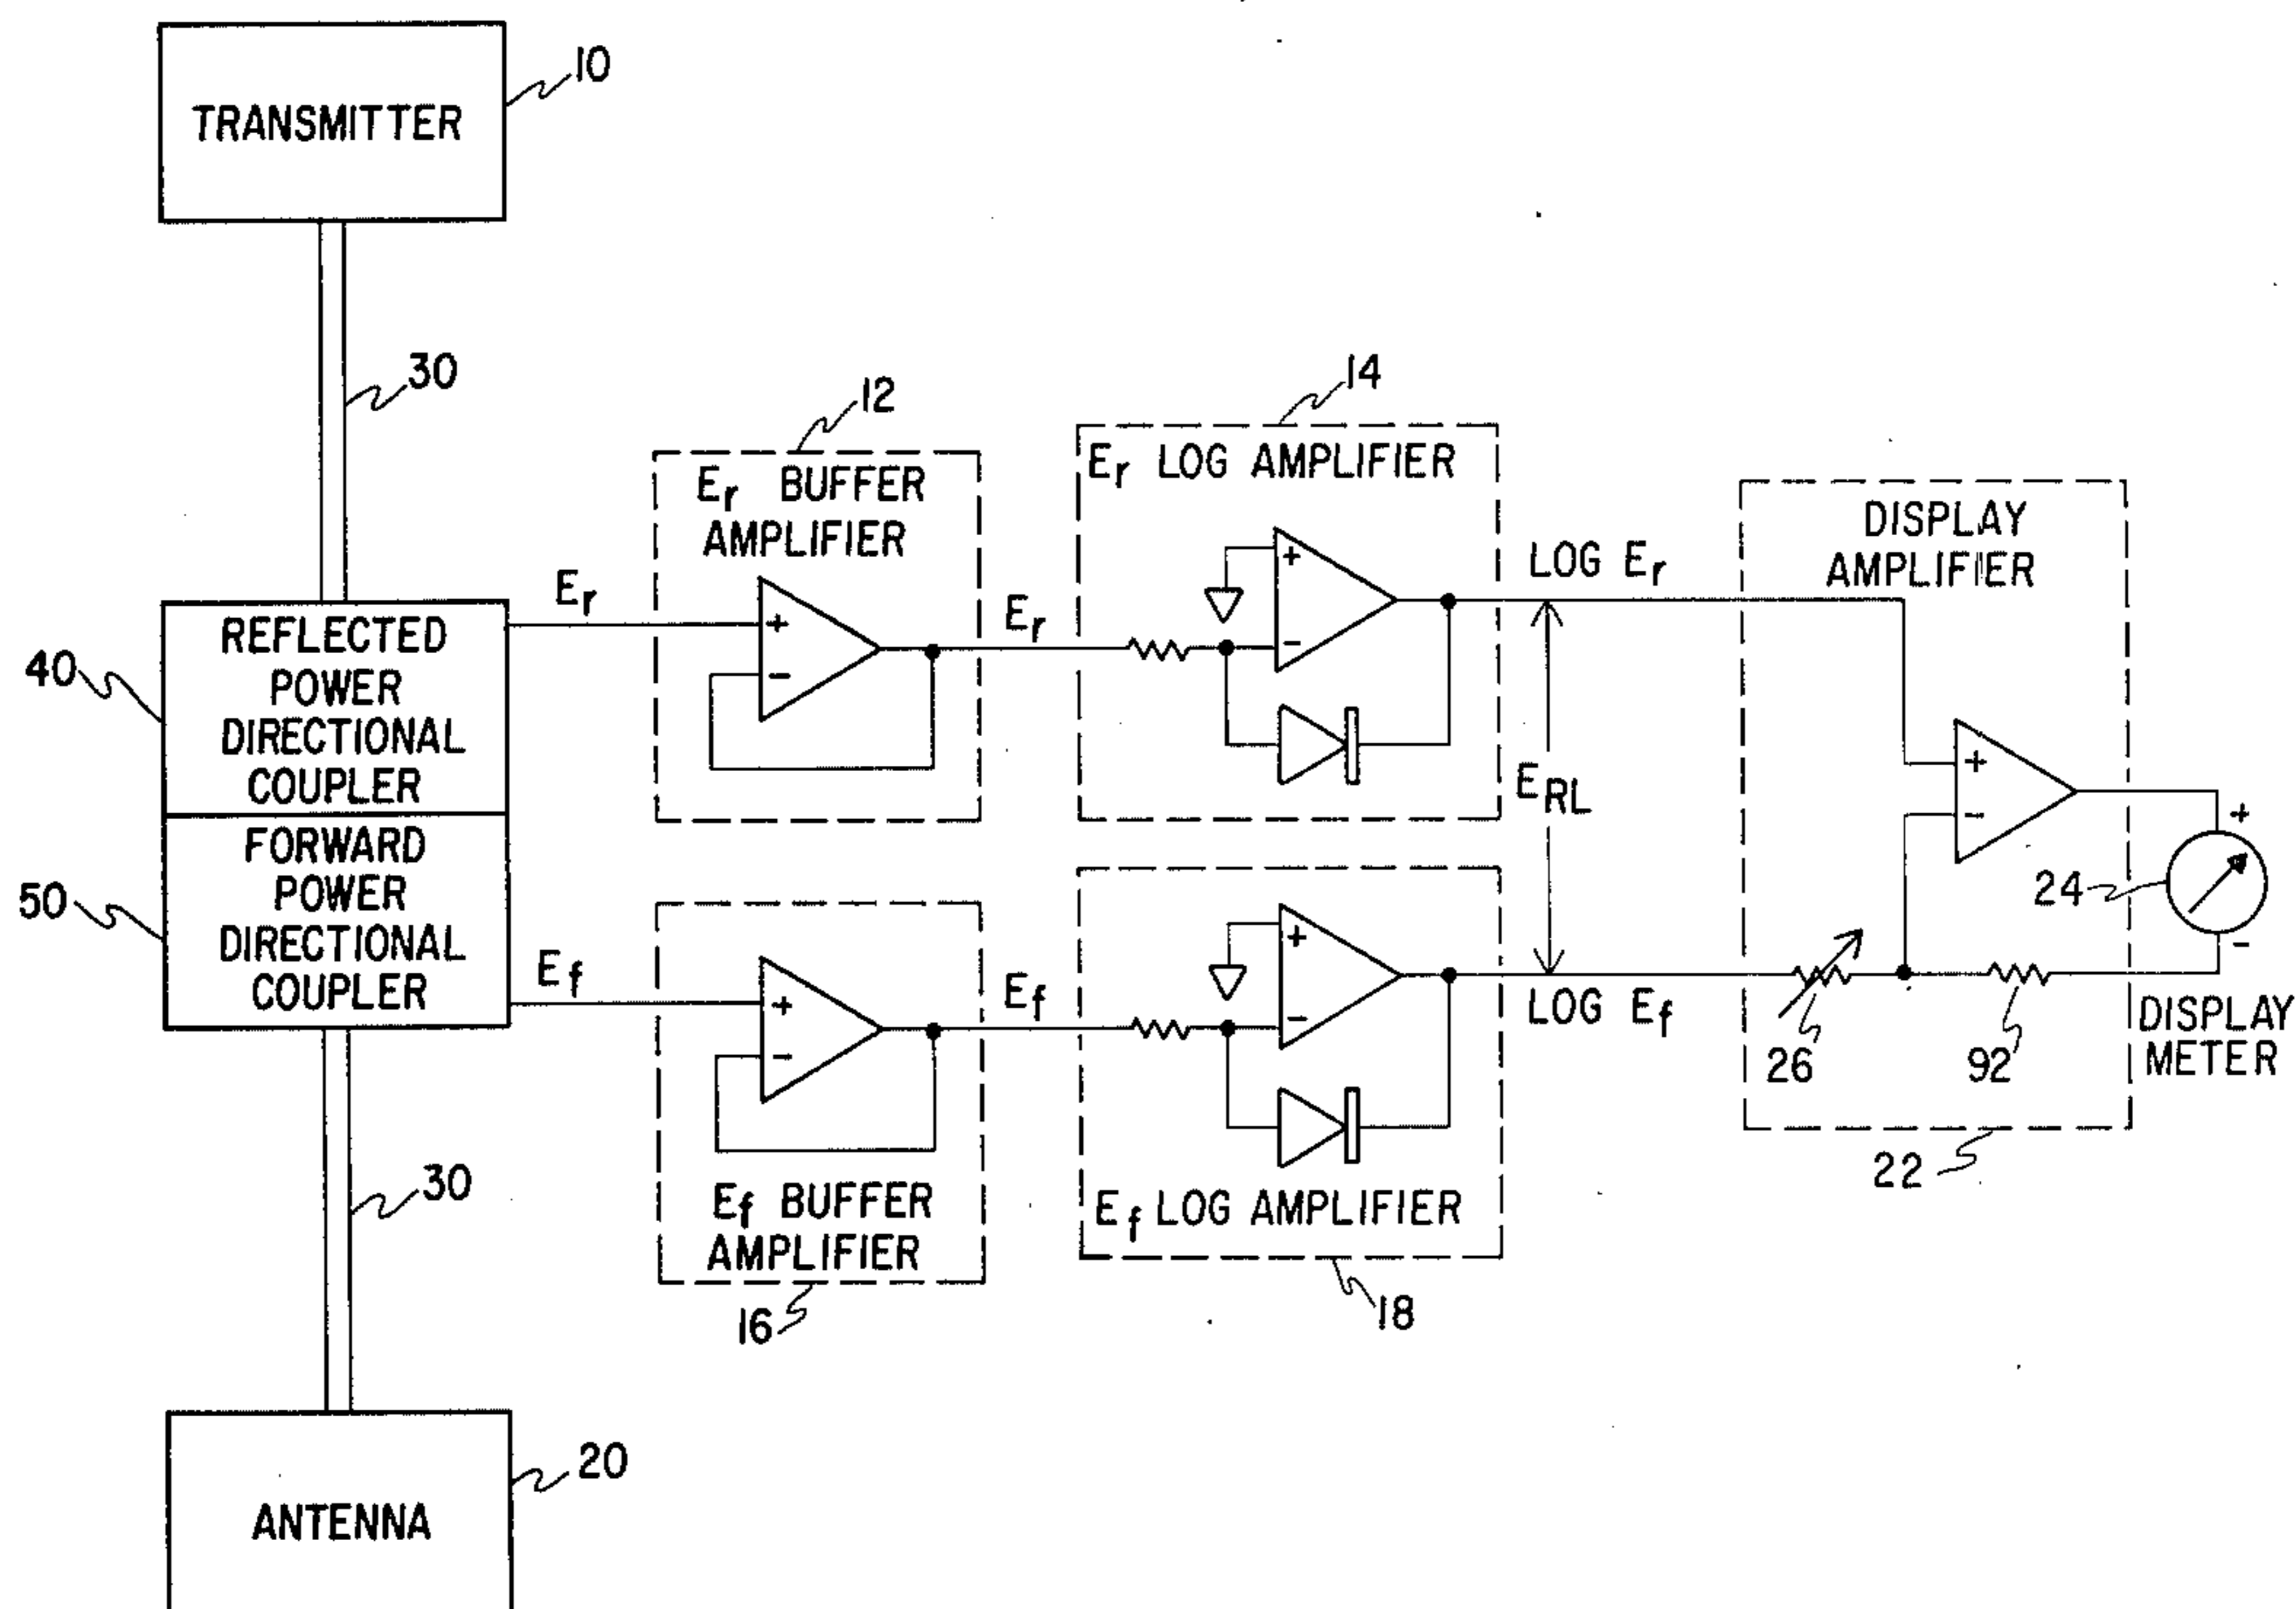 TRANSMITTER
10
30
REFLECTED
POWER
DIRECTIONAL
COUPLER
40
FORWARD
POWER
DIRECTIONAL
COUPLER
50
30
ANTENNA
20
Er
12
Er BUFFER
AMPLIFIER
+
-
Er
14
Er LOG AMPLIFIER
+
-
LOG Er
ERL
Ef
+
-
Ef BUFFER
AMPLIFIER
16
Ef
+
-
Ef LOG AMPLIFIER
18
LOG Ef
DISPLAY
AMPLIFIER
+
-
26
92
22
+
24
-
DISPLAY
METER